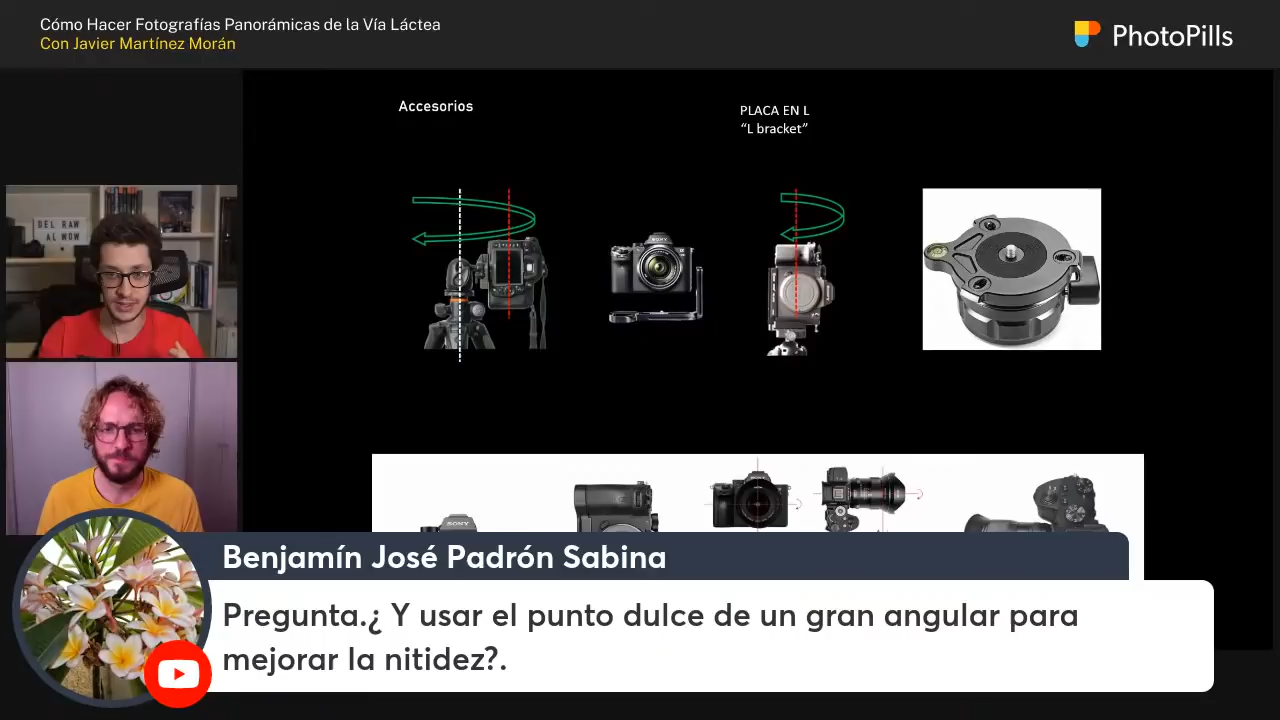 Cómo Hacer Fotografías Panorámicas de la Vía Láctea
Con Javier Martínez Morán
PhotoPills
Accesorios
PLACA EN L
“L bracket”
DEL RAW
AL WOW
SONY
SONY
Benjamín José Padrón Sabina
Pregunta.¿ Y usar el punto dulce de un gran angular para
mejorar la nitidez?.